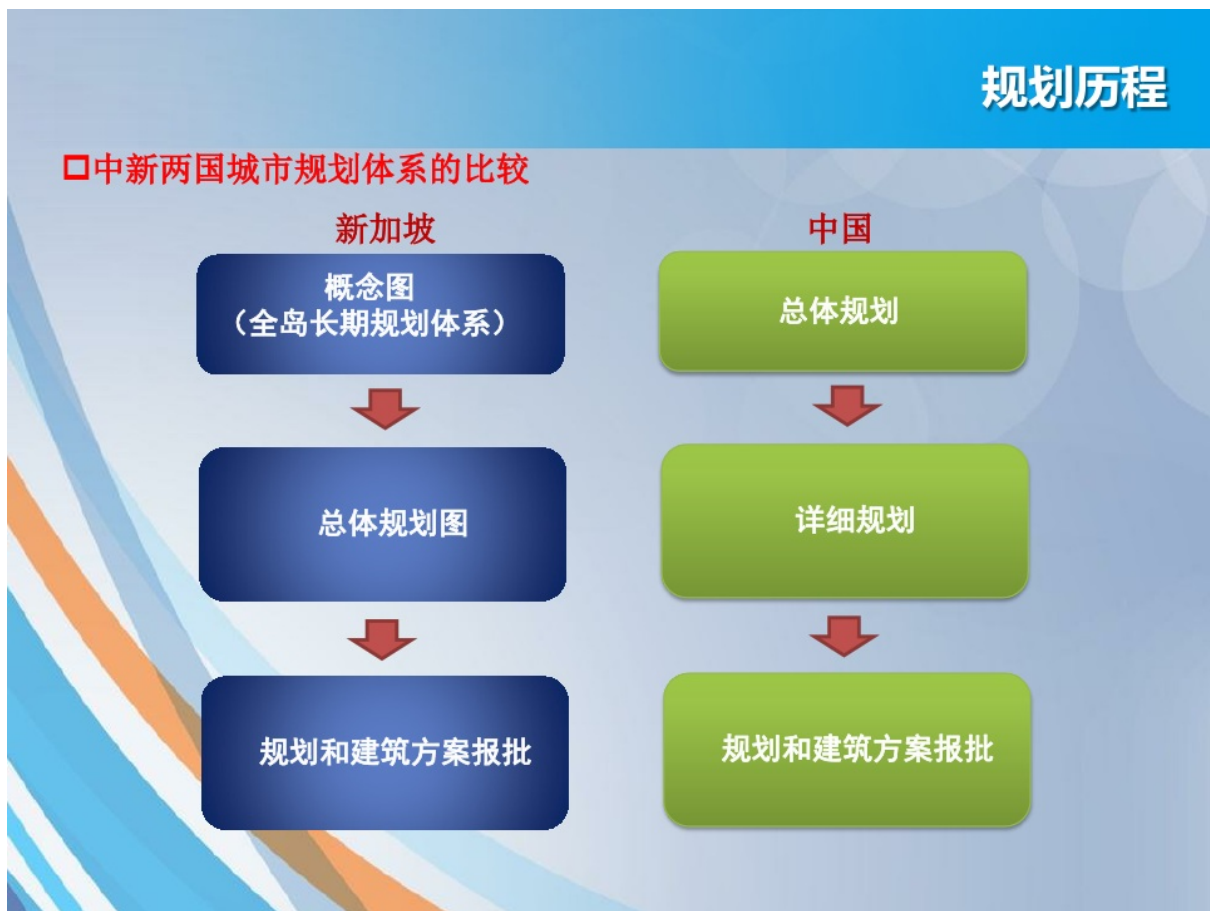 规划历程
中新两国城市规划体系的比较
新加坡
中国
概念图
（全岛长期规划体系）
总体规划
总体规划图
详细规划
规划和建筑方案报批
规划和建筑方案报批